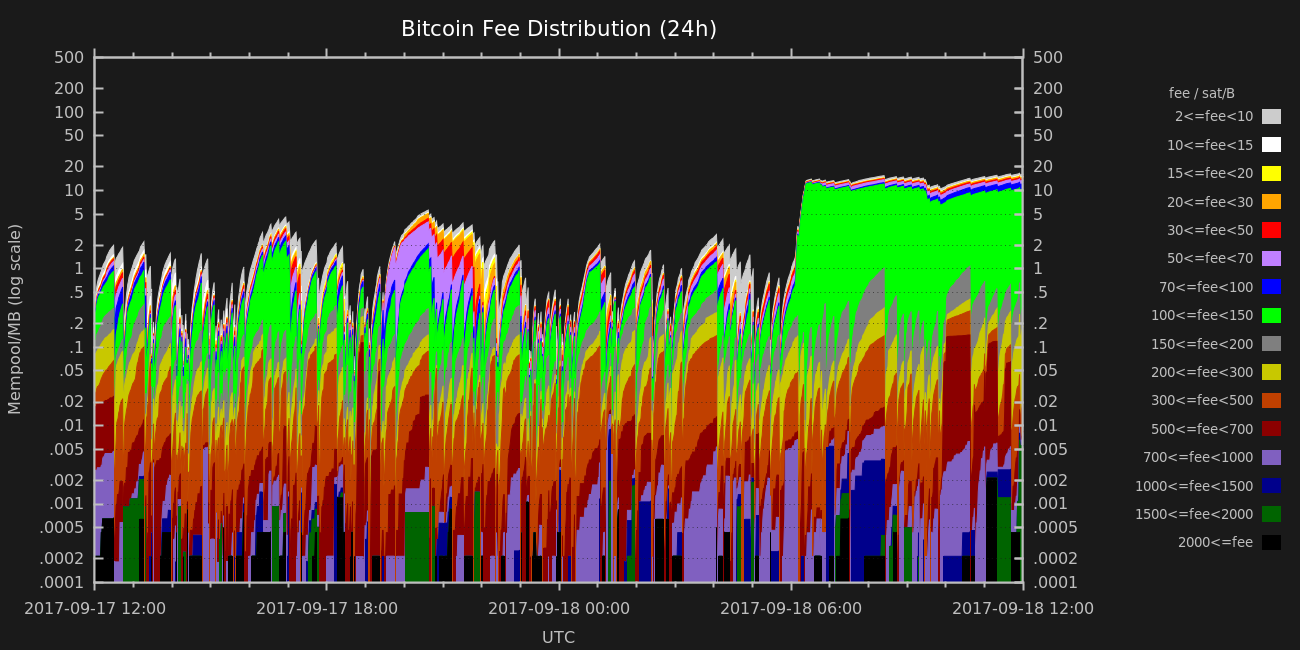 Bitcoin Fee Distribution (24h)
500
200
100
50
20
10
5
2
1
.5
.2
.1
.05
.02
.01
.005
.002
.001
.0005
.0002
.0001
Mempool/MB (log scale)
500
200
100
50
20
10
5
2
1
.5
.2
.1
.05
.02
.01
.005
.002
.001
.0005
.0002
.0001
fee / sat/B
2<=fee<10
10<=fee<15
15<=fee<20
20<=fee<30
30<=fee<50
50<=fee<70
70<=fee<100
100<=fee<150
150<=fee<200
200<=fee<300
300<=fee<500
500<=fee<700
700<=fee<1000
1000<=fee<1500
1500<=fee<2000
2000<=fee
2017-09-17 12:00 2017-09-17 18:00 2017-09-18 00:00 2017-09-18 06:00 2017-09-18 12:00
UTC